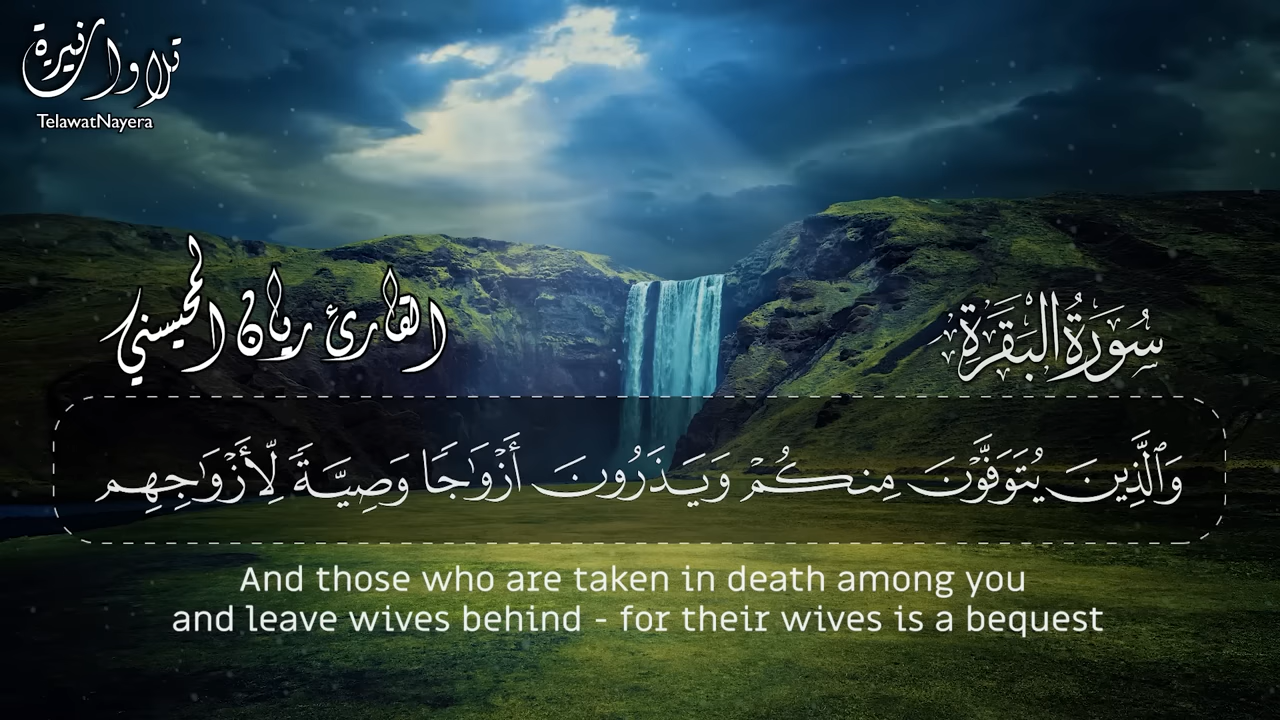 تلاوات نيرة
TelawatNayera
سُورَةُ البَقَرَةِ
القارئ ريان المحيسني
وَٱلَّذِينَ يُتَوَفَّوْنَ مِنكُمْ وَيَذَرُونَ أَزْوَٰجًا وَصِيَّةً لِّأَزْوَٰجِهِم
And those who are taken in death among you
and leave wives behind - for their wives is a bequest